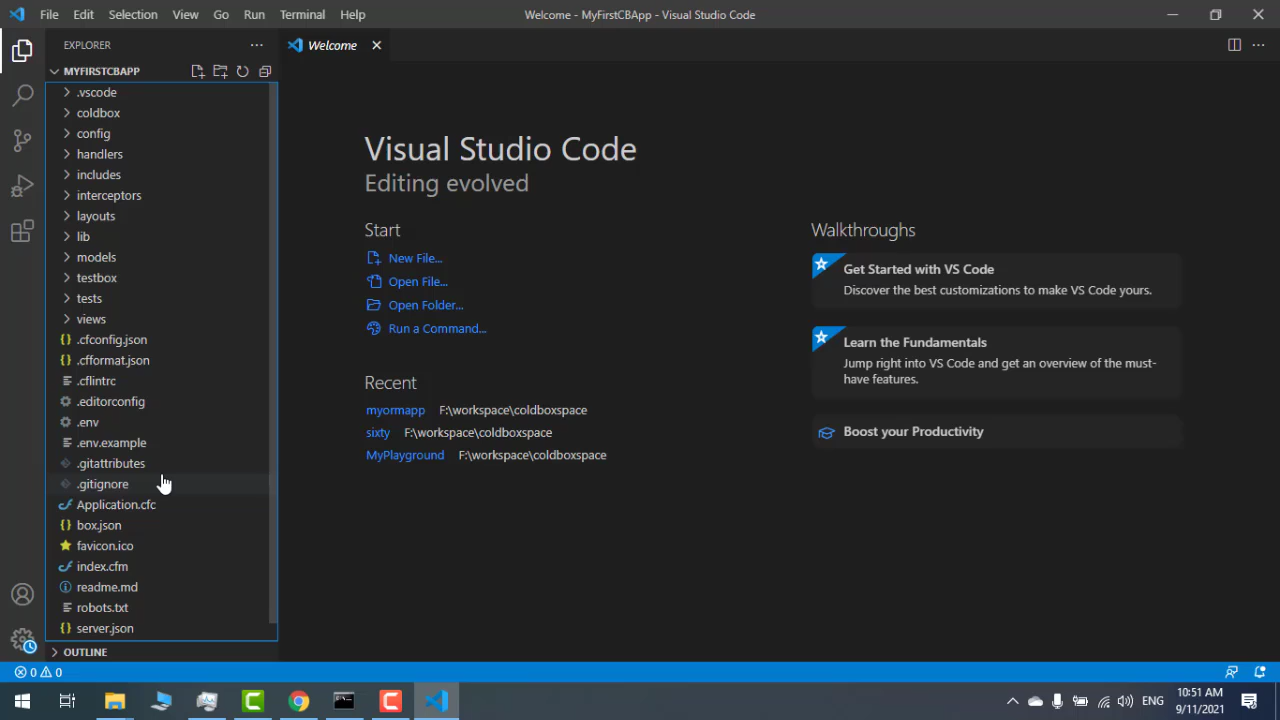 File Edit Selection View Go Run Terminal Help
Welcome - MyFirstCBApp - Visual Studio Code
EXPLORER
Welcome
MYFIRSTCBAPP
.vscode
coldbox
config
handlers
includes
interceptors
layouts
lib
models
testbox
tests
views
.cfconfig.json
.cfformat.json
.cflintrc
.editorconfig
.env
.env.example
.gitattributes
.gitignore
Application.cfc
box.json
favicon.ico
index.cfm
readme.md
robots.txt
server.json
OUTLINE
Visual Studio Code
Editing evolved
Start
New File...
Open File...
Open Folder...
Run a Command...
Recent
myormapp F:\workspace\coldboxspace
sixty F:\workspace\coldboxspace
MyPlayground F:\workspace\coldboxspace
Walkthroughs
Get Started with VS Code
Discover the best customizations to make VS Code yours.
Learn the Fundamentals
Jump right into VS Code and get an overview of the must-
have features.
Boost your Productivity
0 0
ENG
10:51 AM
9/11/2021